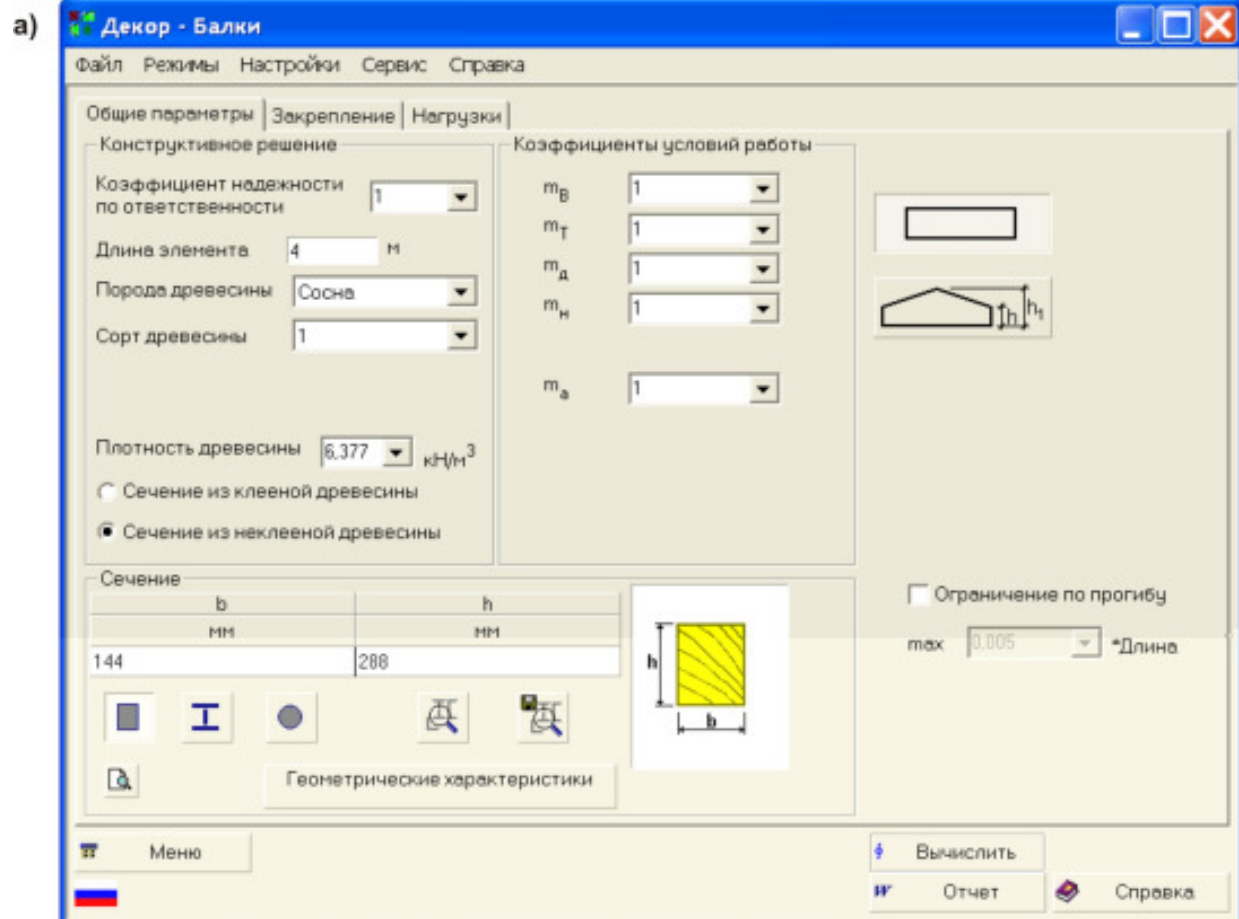 а)
Декор - Балки
Файл Режимы Настройки Сервис Справка
Общие параметры Закрепление Нагрузки
Конструктивное решение
Коэффициент надежности
по ответственности
1
Длина элемента 4 м
Порода древесины Сосна
Сорт древесины 1
Плотность древесины 6,377 кН/м³
Сечение из клееной древесины
Сечение из неклееной древесины
Коэффициенты условий работы
mВ 1
mТ 1
mд 1
mн 1
mа 1
h h₁
Сечение
b h
мм мм
144 288
h
b
Геометрические характеристики
Ограничение по прогибу
max 0.005 *Длина
Меню
Вычислить
W Отчет Справка